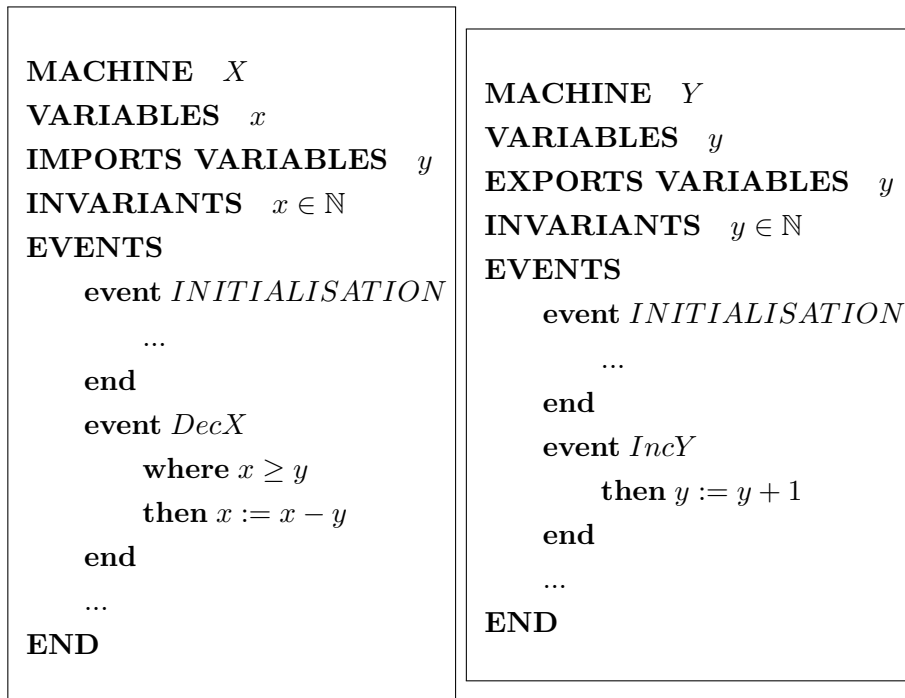 MACHINE X
VARIABLES x
IMPORTS VARIABLES y
INVARIANTS x ∈ ℕ
EVENTS
event INITIALISATION
...
end
event DecX
where x ≥ y
then x := x − y
end
...
END
MACHINE Y
VARIABLES y
EXPORTS VARIABLES y
INVARIANTS y ∈ ℕ
EVENTS
event INITIALISATION
...
end
event IncY
then y := y + 1
end
...
END